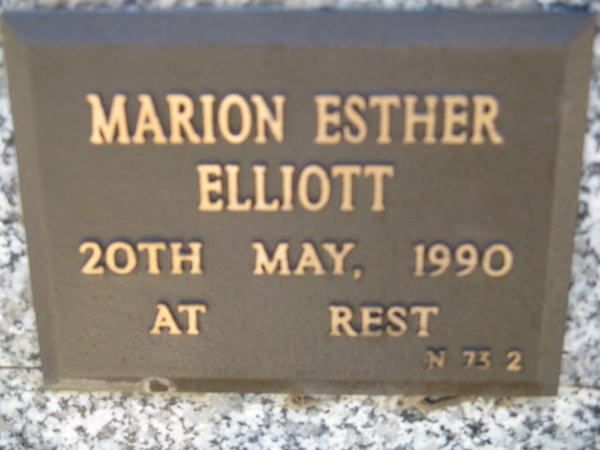 MARION ESTHER
ELLIOTT
20TH MAY, 1990
AT REST
N 73 2